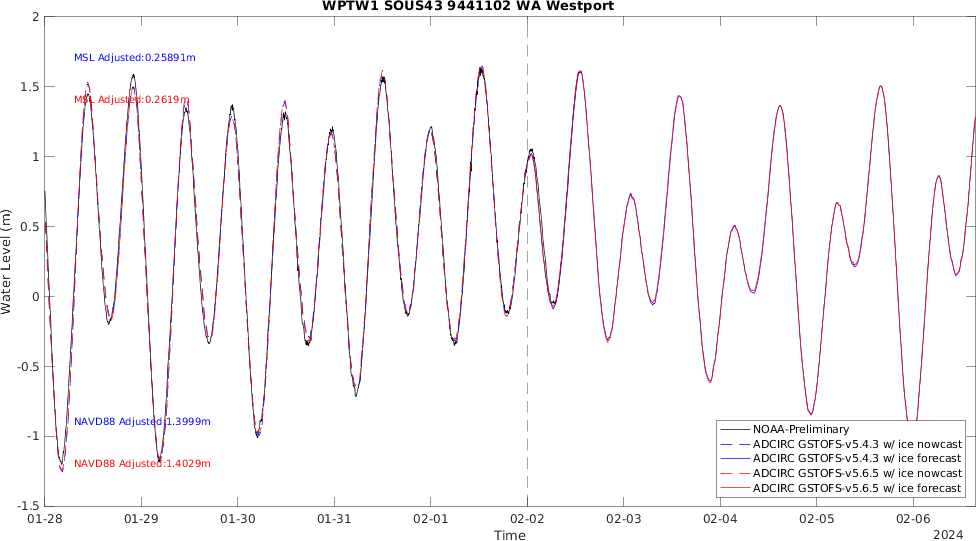 WPTW1 SOUS43 9441102 WA Westport
2
1.5
1
0.5
0
-0.5
-1
-1.5
Water Level (m)
MSL Adjusted:0.25891m
MSL Adjusted:0.2619m
NAVD88 Adjusted:1.3999m
NAVD88 Adjusted:1.4029m
NOAA-Preliminary
ADCIRC GSTOFS-v5.4.3 w/ ice nowcast
ADCIRC GSTOFS-v5.4.3 w/ ice forecast
ADCIRC GSTOFS-v5.6.5 w/ ice nowcast
ADCIRC GSTOFS-v5.6.5 w/ ice forecast
01-28 01-29 01-30 01-31 02-01 02-02 02-03 02-04 02-05 02-06
Time
2024